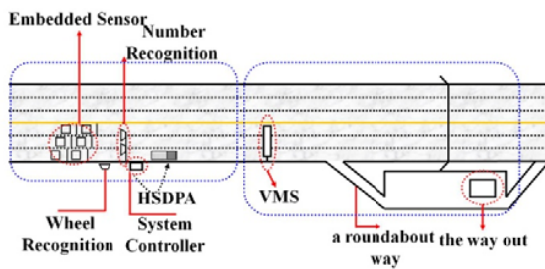 Embedded Sensor
Number
Recognition
HSDPA
VMS
Wheel
Recognition
System
Controller
a roundabout
way
the way out